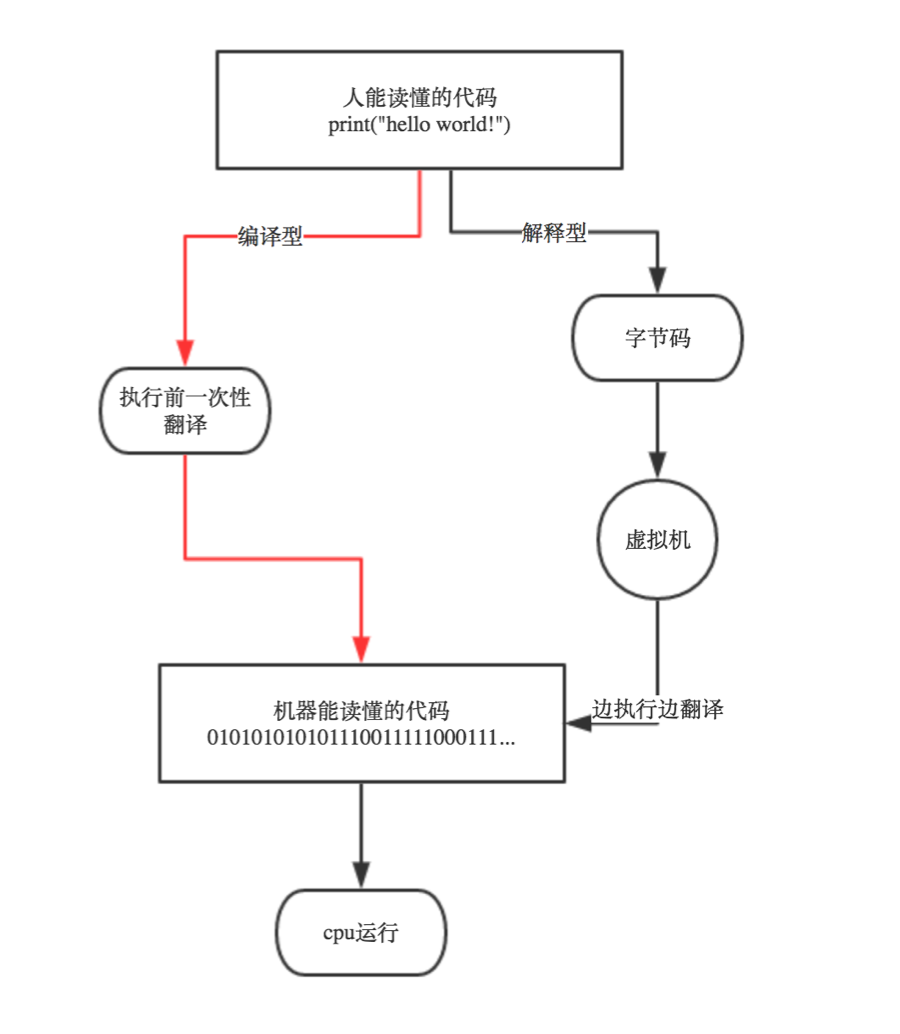 人能读懂的代码
print("hello world!")
编译型
解释型
字节码
执行前一次性
翻译
虚拟机
边执行边翻译
机器能读懂的代码
010101010101110011111000111...
cpu运行